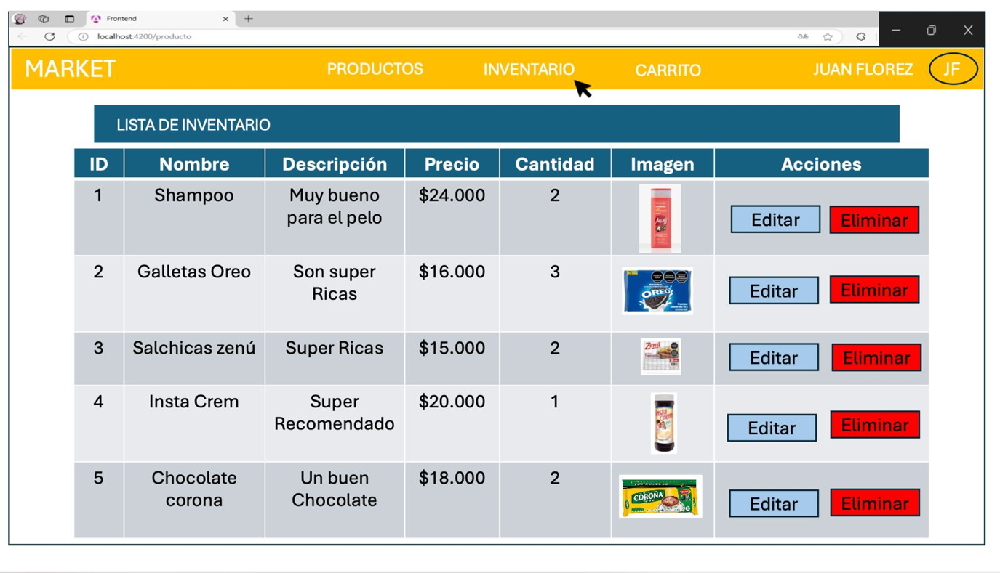 Frontend
localhost:4200/producto
MARKET PRODUCTOS INVENTARIO CARRITO JUAN FLOREZ JF
LISTA DE INVENTARIO
ID Nombre Descripción Precio Cantidad Imagen Acciones
1 Shampoo Muy bueno $24.000 2
para el pelo
Editar Eliminar
2 Galletas Oreo Son super $16.000 3
Ricas
OREO
Editar Eliminar
3 Salchicas zenú Super Ricas $15.000 2
Zenú
Editar Eliminar
4 Insta Crem Super $20.000 1
Recomendado
Insta Crem
Editar Eliminar
5 Chocolate Un buen $18.000 2
corona Chocolate
CORONA
Editar Eliminar